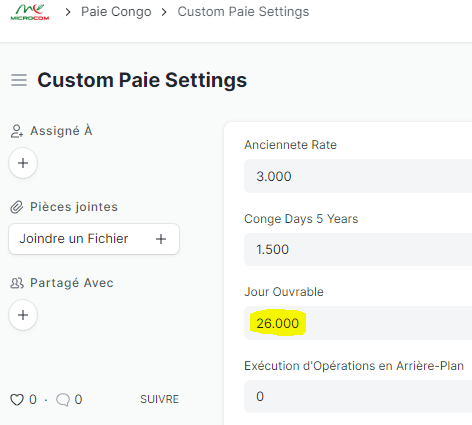 MICROCOM
Paie Congo
Custom Paie Settings
Custom Paie Settings
Assigné À
Pièces jointes
Joindre un Fichier
Partagé Avec
0 · 0 SUIVRE
Anciennete Rate
3.000
Conge Days 5 Years
1.500
Jour Ouvrable
26.000
Exécution d'Opérations en Arrière-Plan
0